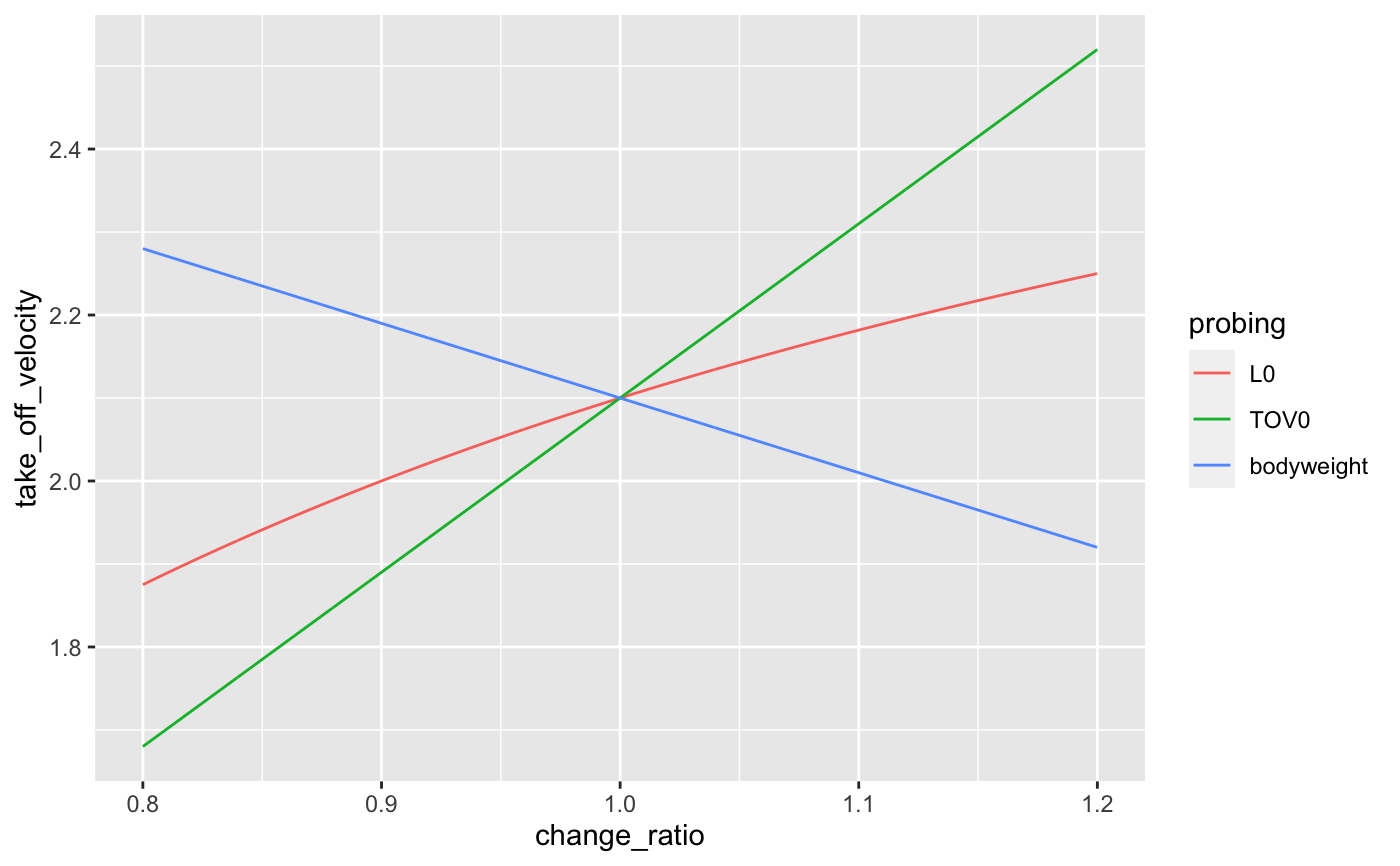 take_off_velocity
2.4
2.2
2.0
1.8
0.8 0.9 1.0 1.1 1.2
change_ratio
probing
L0
TOV0
bodyweight